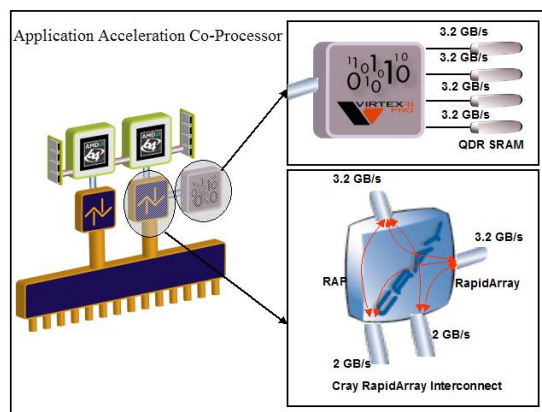 Application Acceleration Co-Processor
AMD
AMD
3.2 GB/s
3.2 GB/s
3.2 GB/s
3.2 GB/s
VIRTEX-II
PRO
QDR SRAM
3.2 GB/s
3.2 GB/s
RAP
RapidArray
2 GB/s
2 GB/s
Cray RapidArray Interconnect